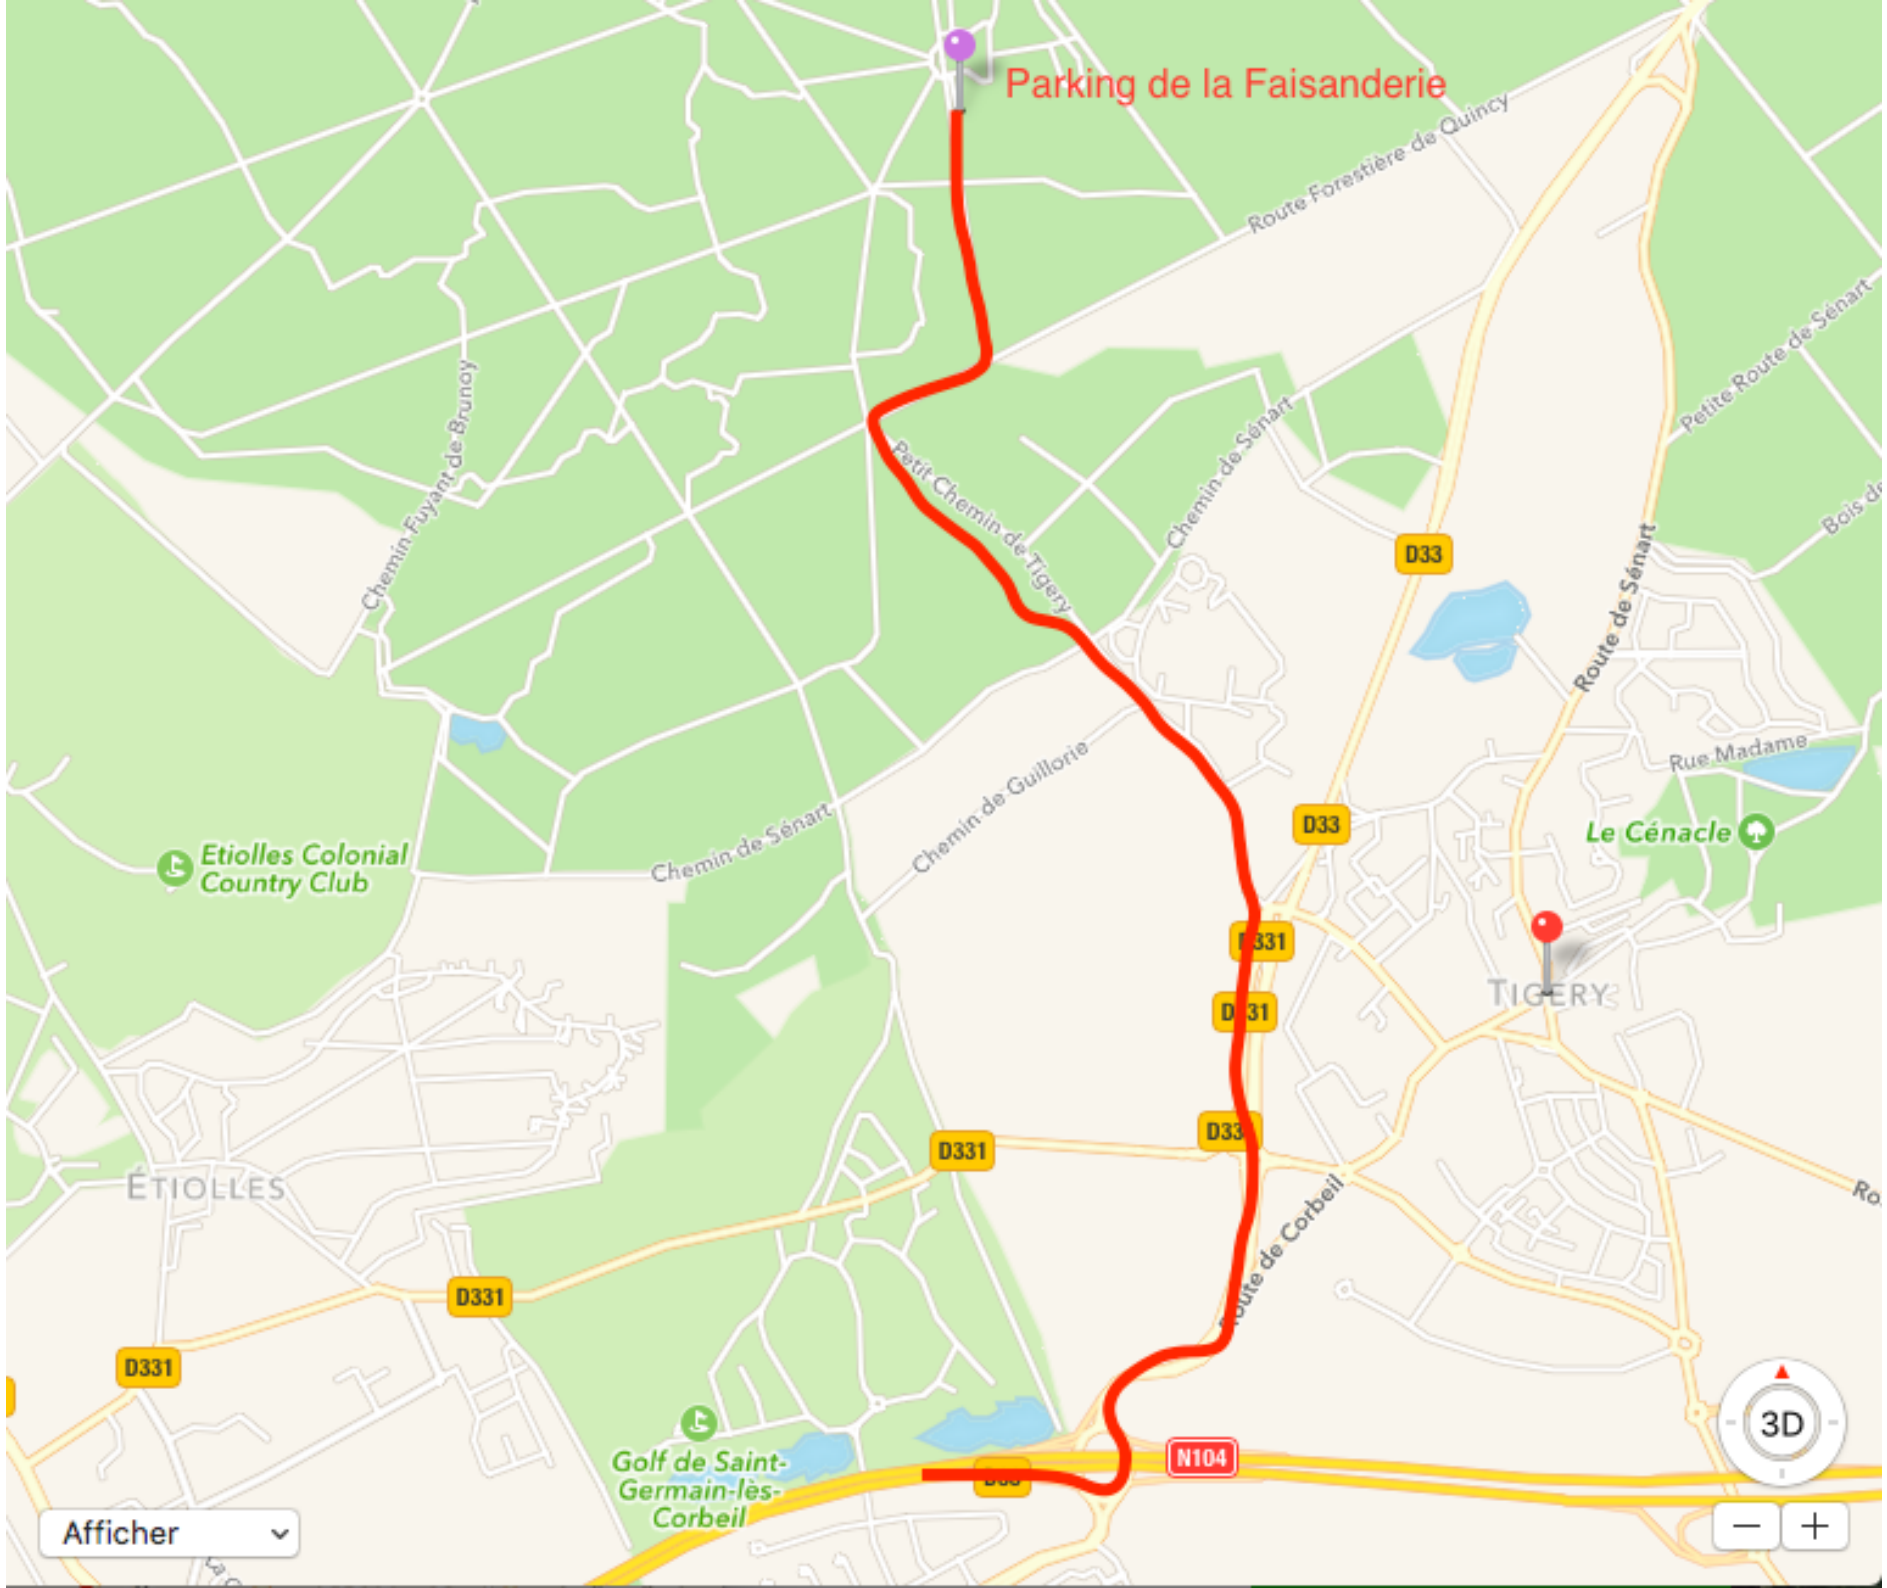 Parking de la Faisanderie
Route Forestière de Quincy
Petite Route de Sénart
Chemin Fuyant de Brunoy
Petit Chemin de Tigery
Chemin de Sénart
Bois de
D33
Route de Sénart
Rue Madame
Chemin de Guillorie
D33
Le Cénacle
Etiolles Colonial
Country Club
Chemin de Sénart
D331
TIGERY
D331
D331
D331
ÉTIOLLES
Route de Corbeil
D331
D331
3D
Golf de Saint-
Germain-lès-
Corbeil
N104
Afficher
− +